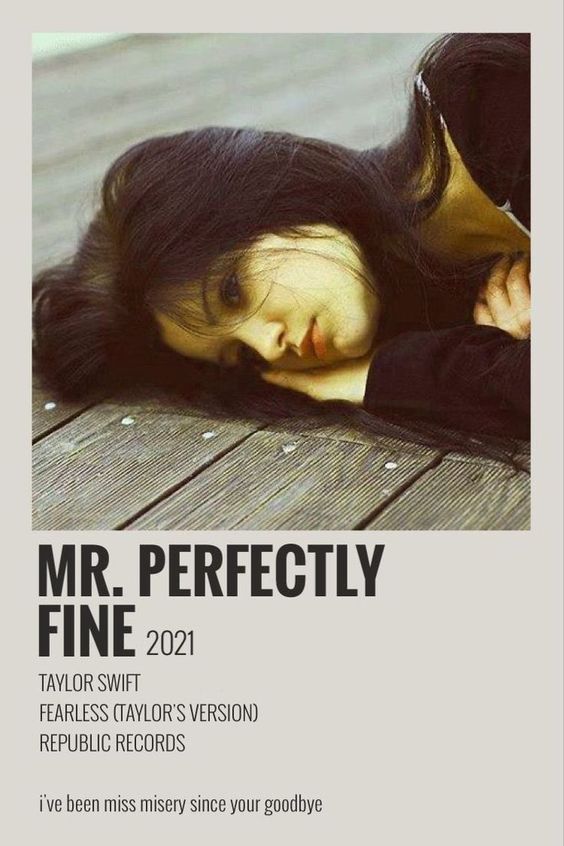 MR. PERFECTLY
FINE 2021
TAYLOR SWIFT
FEARLESS (TAYLOR'S VERSION)
REPUBLIC RECORDS
i've been miss misery since your goodbye